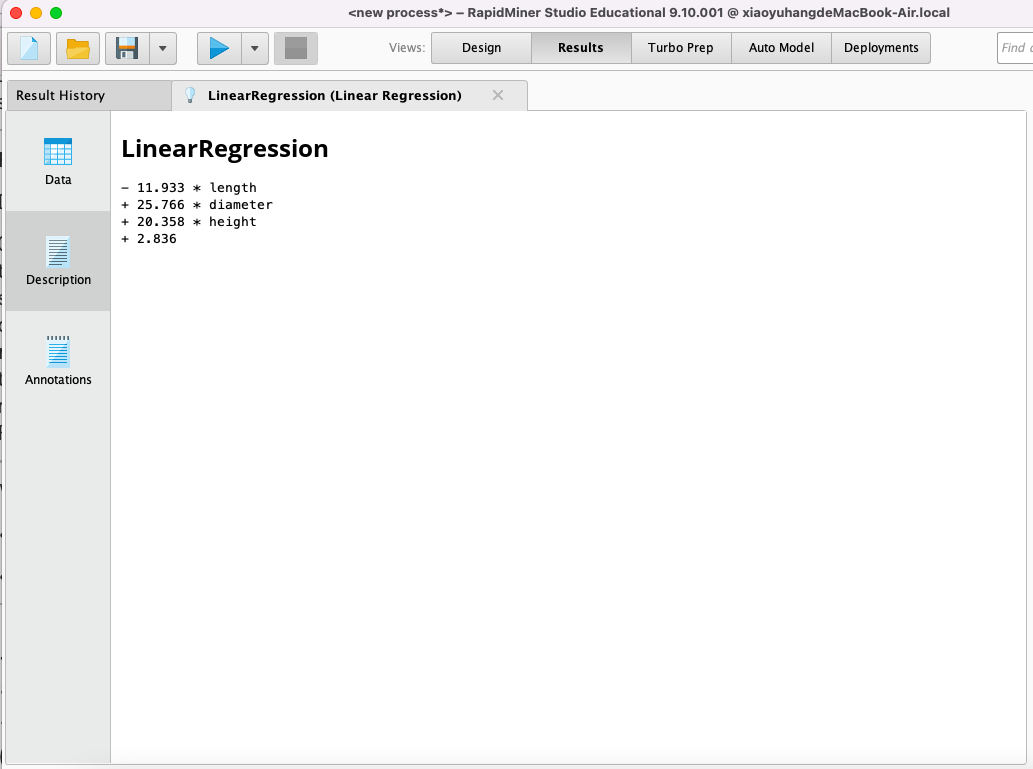 <new process*> – RapidMiner Studio Educational 9.10.001 @ xiaoyuhangdeMacBook-Air.local
Views:
Design
Results
Turbo Prep
Auto Model
Deployments
Find
Result History
LinearRegression (Linear Regression)
Data
Description
Annotations
LinearRegression
- 11.933 * length
+ 25.766 * diameter
+ 20.358 * height
+ 2.836